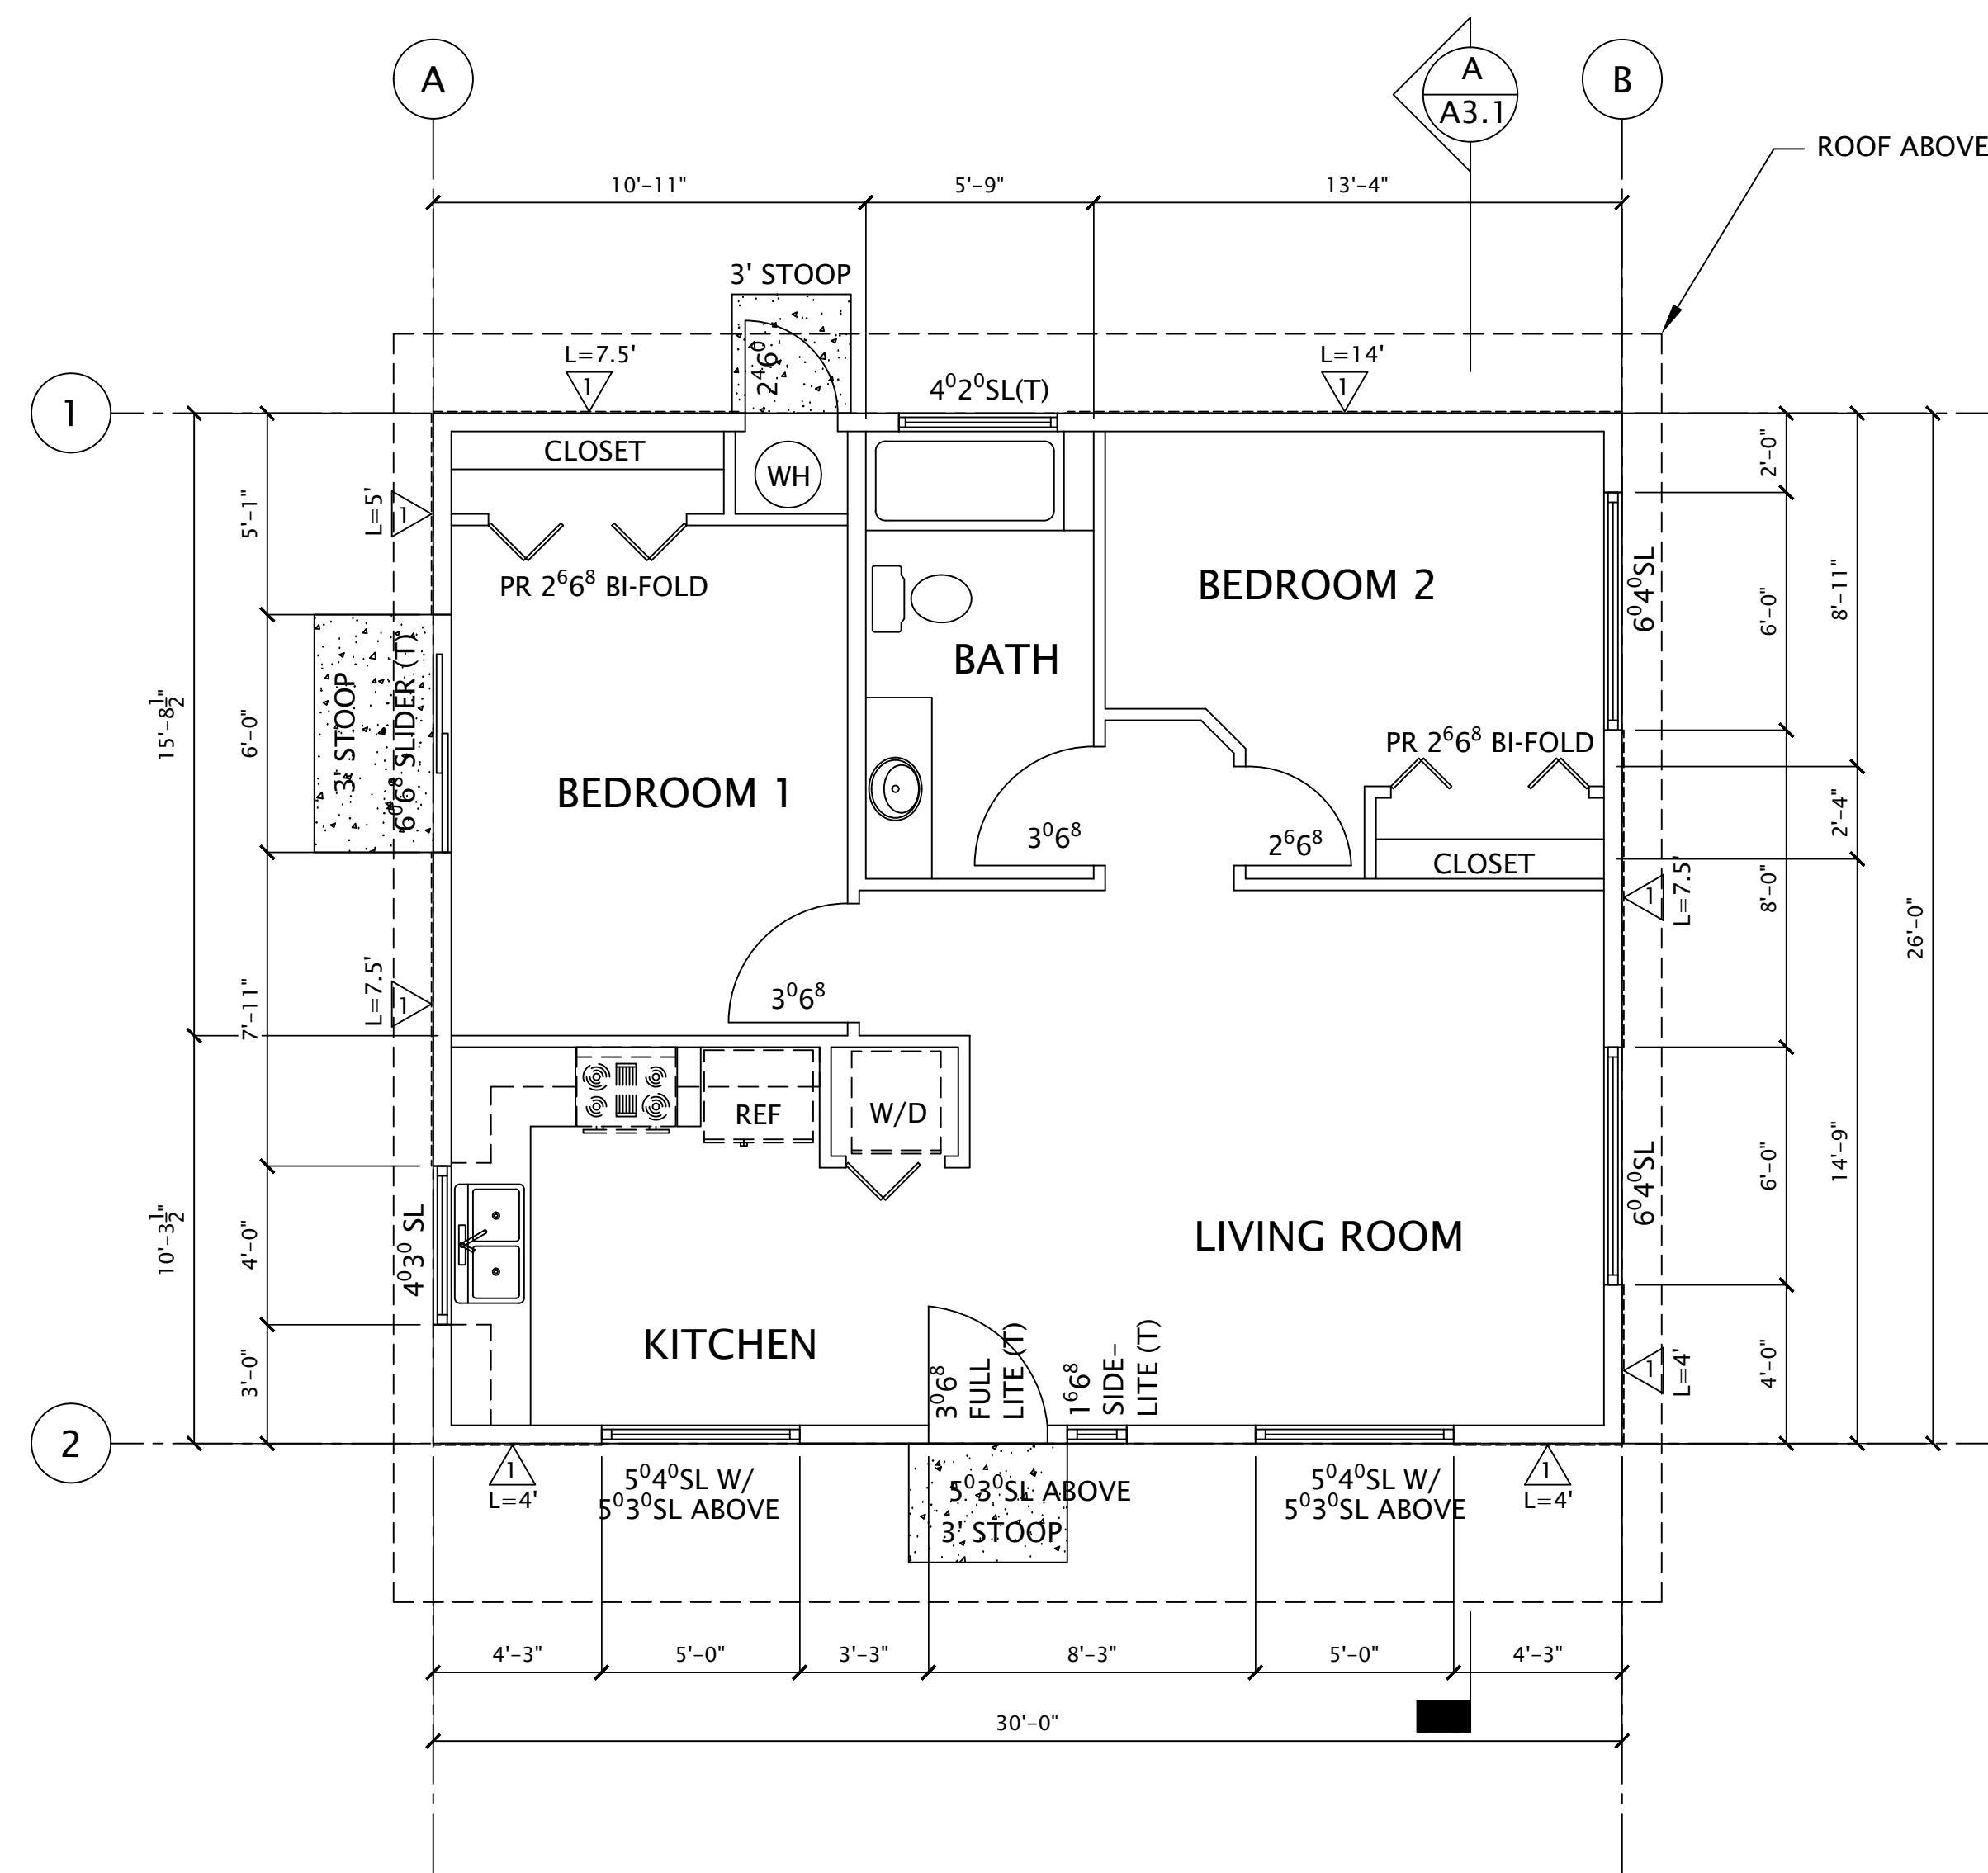 A
A
A3.1
B
ROOF ABOVE
10'-11"
5'-9"
13'-4"
3' STOOP
L=7.5'
1
2⁴6⁰
4⁰2⁰SL(T)
L=14'
1
1
CLOSET
WH
L=5'
1
PR 2⁶6⁸ BI-FOLD
BEDROOM 2
BATH
2'-0"
6⁰4⁰SL
6'-0"
8'-11"
5'-1"
6'-0"
15'-8½"
3' STOOP
6⁰6⁸ SLIDER (T)
BEDROOM 1
PR 2⁶6⁸ BI-FOLD
3⁰6⁸
2⁶6⁸
CLOSET
2'-4"
8'-0"
1
L=7.5'
26'-0"
L=7.5'
1
7'-11"
3⁰6⁸
REF
W/D
6⁰4⁰SL
6'-0"
14'-9"
10'-3½"
4'-0"
4⁰3⁰ SL
LIVING ROOM
KITCHEN
3⁰6⁸
FULL
LITE (T)
1⁶6⁸
SIDE-
LITE (T)
3'-0"
1
L=4'
4'-0"
2
1
L=4'
5⁰4⁰SL W/
5⁰3⁰SL ABOVE
5⁰3⁰SL ABOVE
3' STOOP
5⁰4⁰SL W/
5⁰3⁰SL ABOVE
1
L=4'
4'-3"
5'-0"
3'-3"
8'-3"
5'-0"
4'-3"
30'-0"